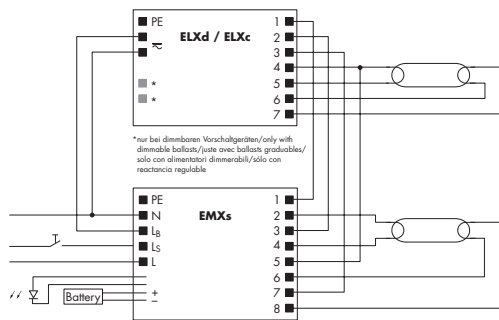 PE
ELXd / ELXc
1
2
3
4
5
6
7
*
*
*nur bei dimmbaren Vorschaltgeräten/only with
dimmable ballasts/juste avec ballasts graduables/
solo con alimentatori dimmerabili/sólo con
reactancia regulable
PE
EMXs
N
LB
LS
L
+
–
Battery
1
2
3
4
5
6
7
8